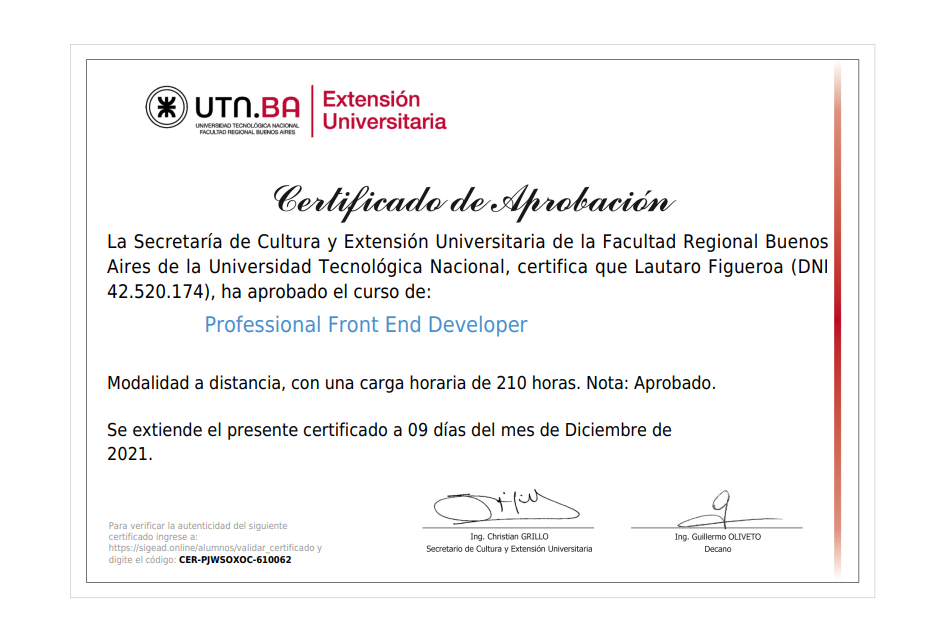 UTN.BA
UNIVERSIDAD TECNOLÓGICA NACIONAL
FACULTAD REGIONAL BUENOS AIRES
Extensión
Universitaria
Certificado de Aprobación
La Secretaría de Cultura y Extensión Universitaria de la Facultad Regional Buenos
Aires de la Universidad Tecnológica Nacional, certifica que Lautaro Figueroa (DNI
42.520.174), ha aprobado el curso de:
Professional Front End Developer
Modalidad a distancia, con una carga horaria de 210 horas. Nota: Aprobado.
Se extiende el presente certificado a 09 días del mes de Diciembre de
2021.
Para verificar la autenticidad del siguiente
certificado ingrese a:
https://sigead.online/alumnos/validar_certificado y
digite el código: CER-PJWSOXOC-610062
Ing. Christian GRILLO
Secretario de Cultura y Extensión Universitaria
Ing. Guillermo OLIVETO
Decano